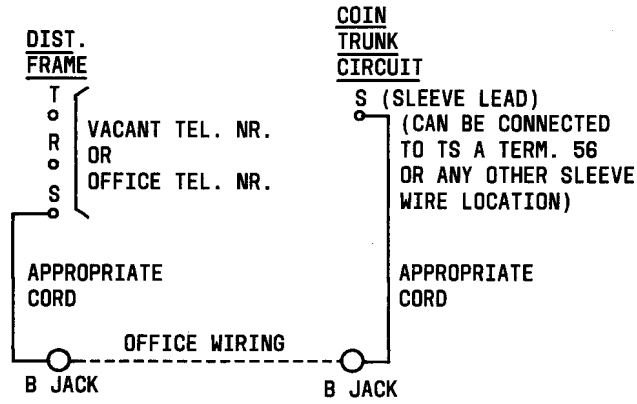 DIST.
FRAME
T
R
S
VACANT TEL. NR.
OR
OFFICE TEL. NR.
COIN
TRUNK
CIRCUIT
S (SLEEVE LEAD)
(CAN BE CONNECTED
TO TS A TERM. 56
OR ANY OTHER SLEEVE
WIRE LOCATION)
APPROPRIATE
CORD
APPROPRIATE
CORD
OFFICE WIRING
B JACK
B JACK